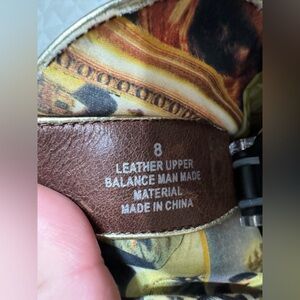 8
LEATHER UPPER
BALANCE MAN MADE
MATERIAL
MADE IN CHINA